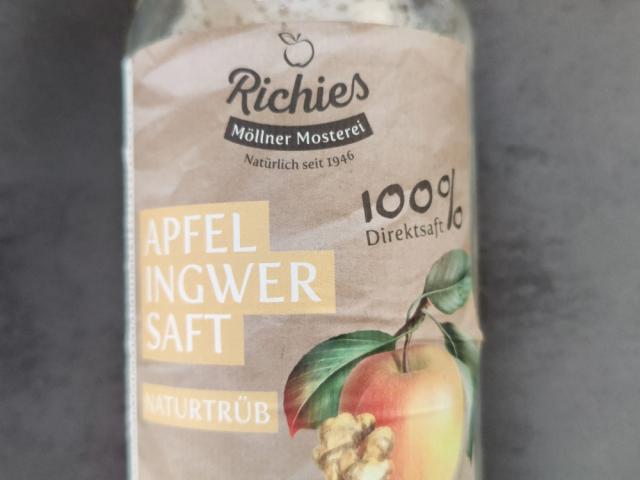 Richies
Möllner Mosterei
Natürlich seit 1946
100%
Direktsaft
APFEL
INGWER
SAFT
NATURTRÜB